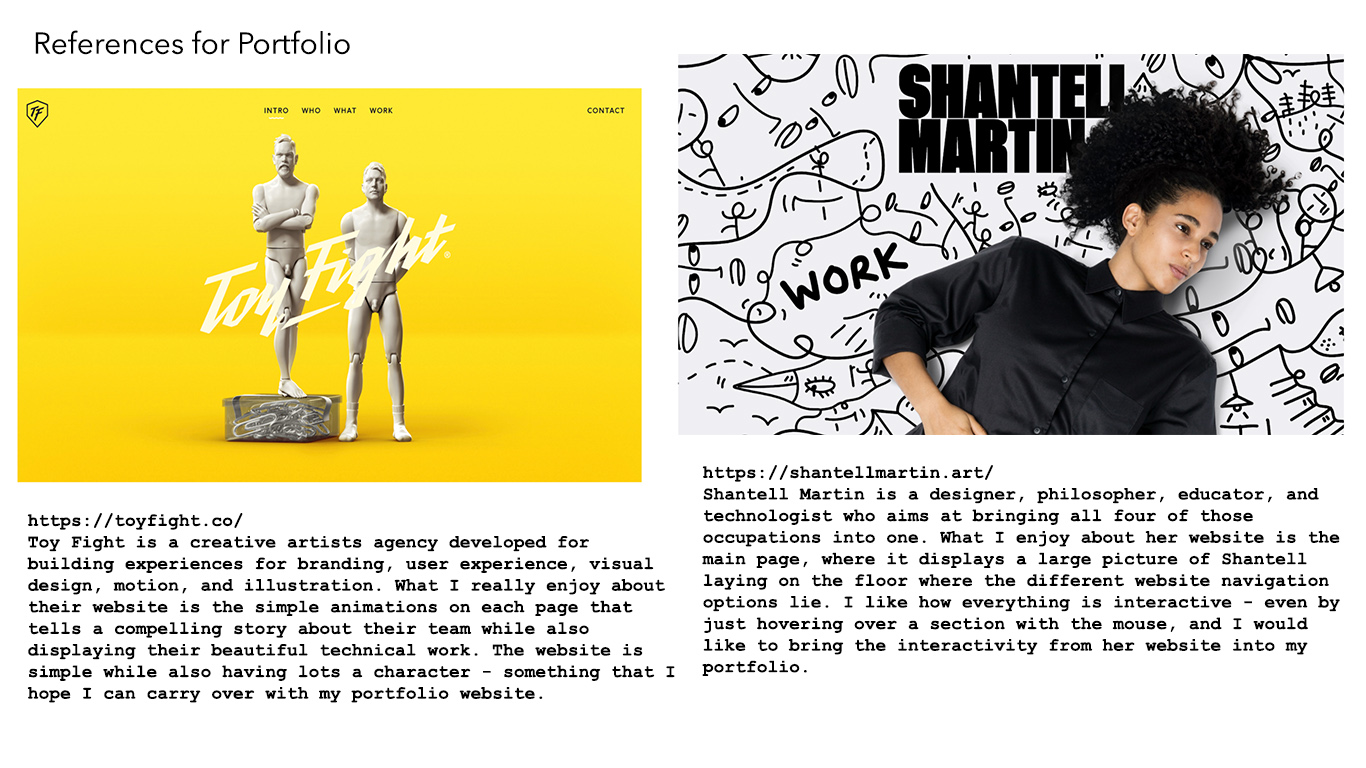 References for Portfolio
TF
INTRO WHO WHAT WORK CONTACT
Toy Fight®
https://toyfight.co/
Toy Fight is a creative artists agency developed for
building experiences for branding, user experience, visual
design, motion, and illustration. What I really enjoy about
their website is the simple animations on each page that
tells a compelling story about their team while also
displaying their beautiful technical work. The website is
simple while also having lots a character - something that I
hope I can carry over with my portfolio website.
SHANTELL
MARTIN
WORK
https://shantellmartin.art/
Shantell Martin is a designer, philosopher, educator, and
technologist who aims at bringing all four of those
occupations into one. What I enjoy about her website is the
main page, where it displays a large picture of Shantell
laying on the floor where the different website navigation
options lie. I like how everything is interactive - even by
just hovering over a section with the mouse, and I would
like to bring the interactivity from her website into my
portfolio.